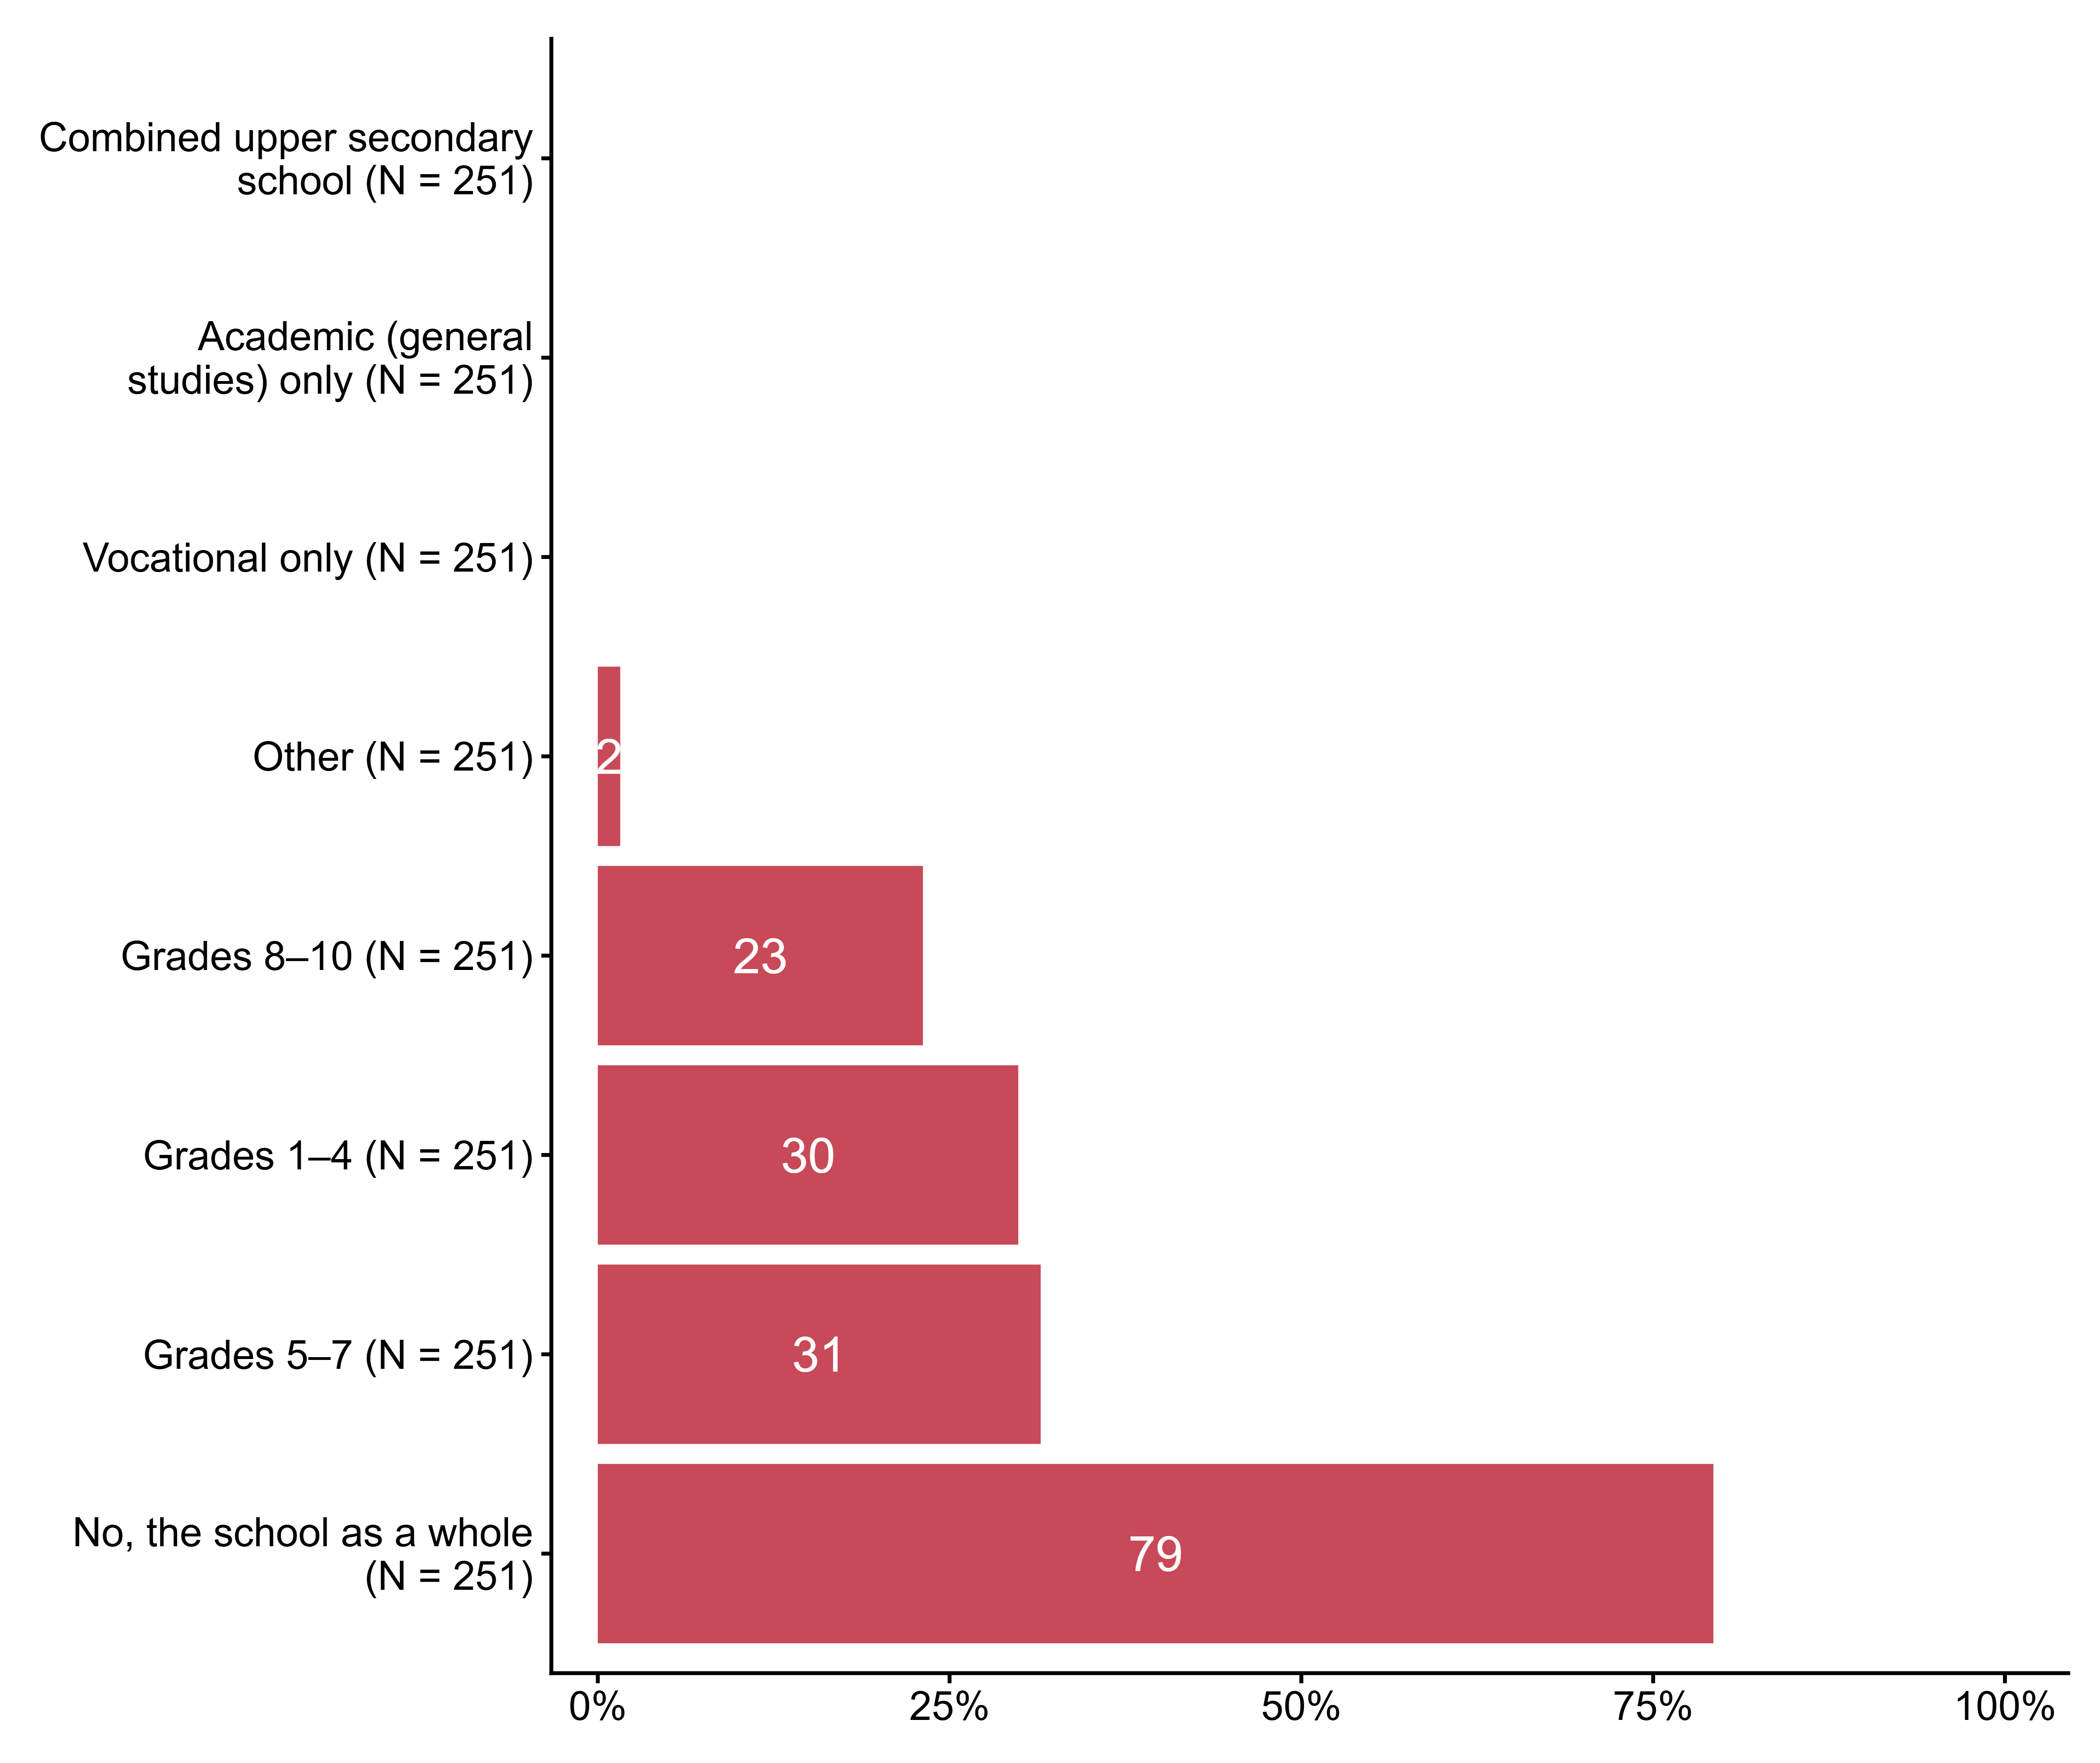 Combined upper secondary
school (N = 251)
Academic (general
studies) only (N = 251)
Vocational only (N = 251)
Other (N = 251)
2
Grades 8–10 (N = 251)
23
Grades 1–4 (N = 251)
30
Grades 5–7 (N = 251)
31
No, the school as a whole
(N = 251)
79
0%
25%
50%
75%
100%